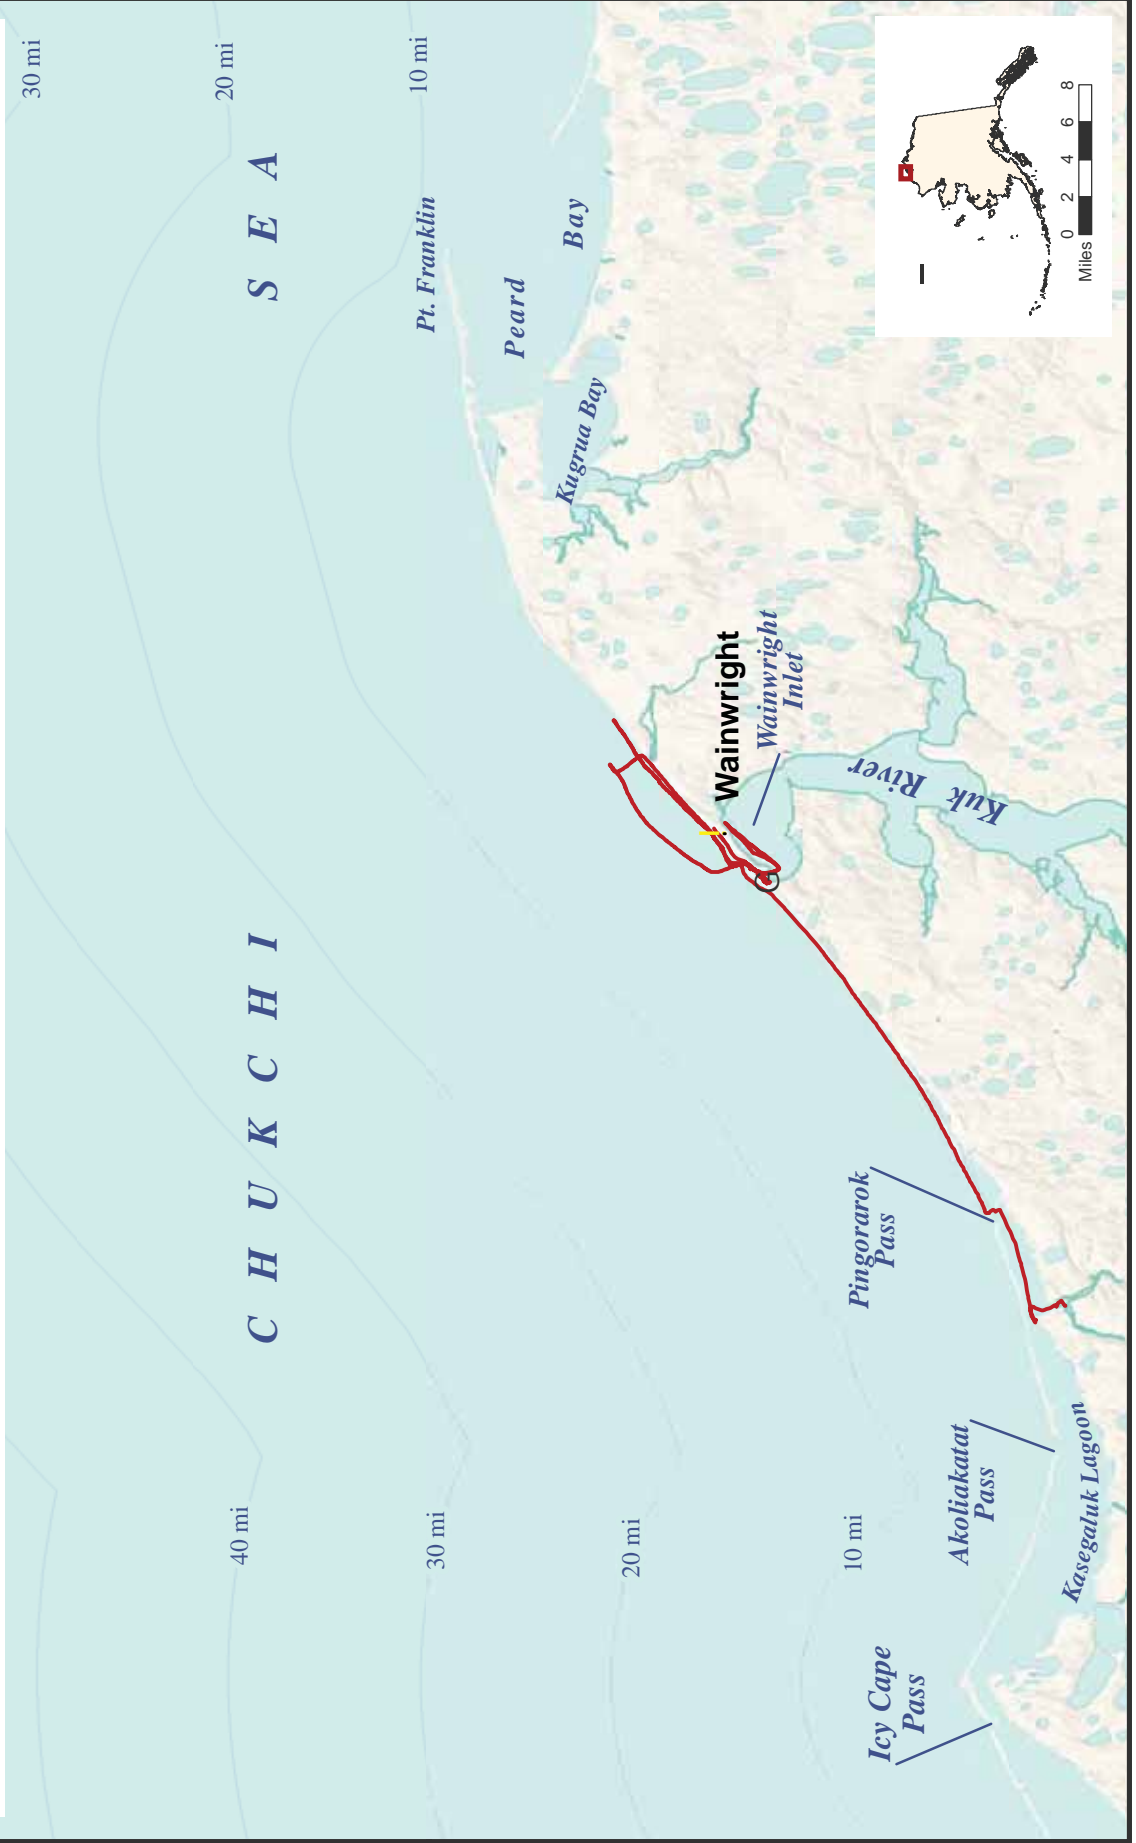 30 mi
20 mi
40 mi
CHUKCHI SEA
10 mi
Pt. Franklin
30 mi
Peard
Bay
Kugrua Bay
20 mi
Wainwright
Wainwright
Inlet
10 mi
Pingorarok
Pass
Icy Cape
Pass
Kuk River
Akoliakatat
Pass
Kasegaluk Lagoon
0 2 4 6 8
Miles